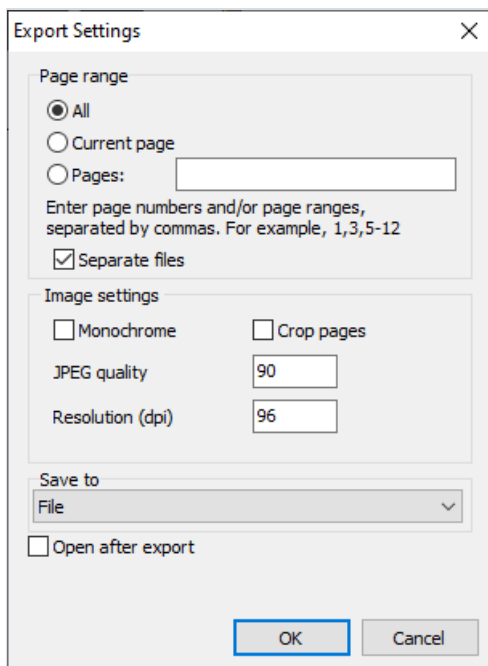 Export Settings
Page range
All
Current page
Pages:
Enter page numbers and/or page ranges,
separated by commas. For example, 1,3,5-12
Separate files
Image settings
Monochrome Crop pages
JPEG quality 90
Resolution (dpi) 96
Save to
File
Open after export
OK Cancel